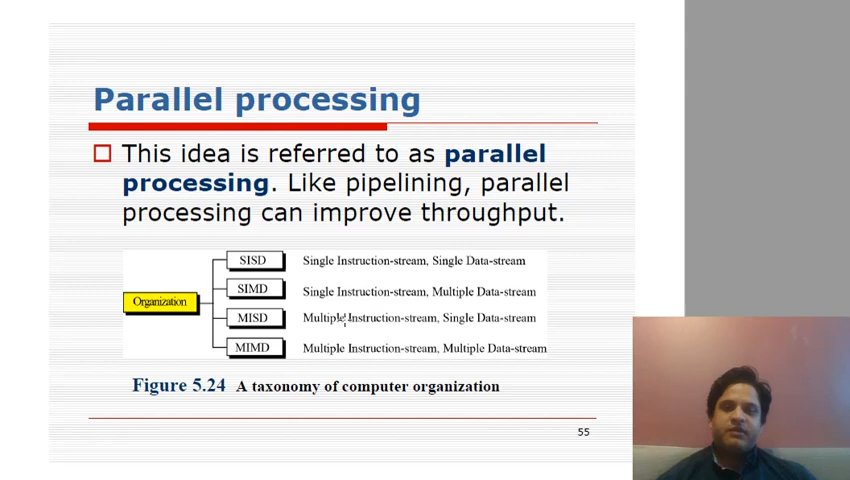 Parallel processing
This idea is referred to as parallel
processing. Like pipelining, parallel
processing can improve throughput.
SISD Single Instruction-stream, Single Data-stream
SIMD Single Instruction-stream, Multiple Data-stream
Organization
MISD Multiple Instruction-stream, Single Data-stream
MIMD Multiple Instruction-stream, Multiple Data-stream
Figure 5.24 A taxonomy of computer organization
55